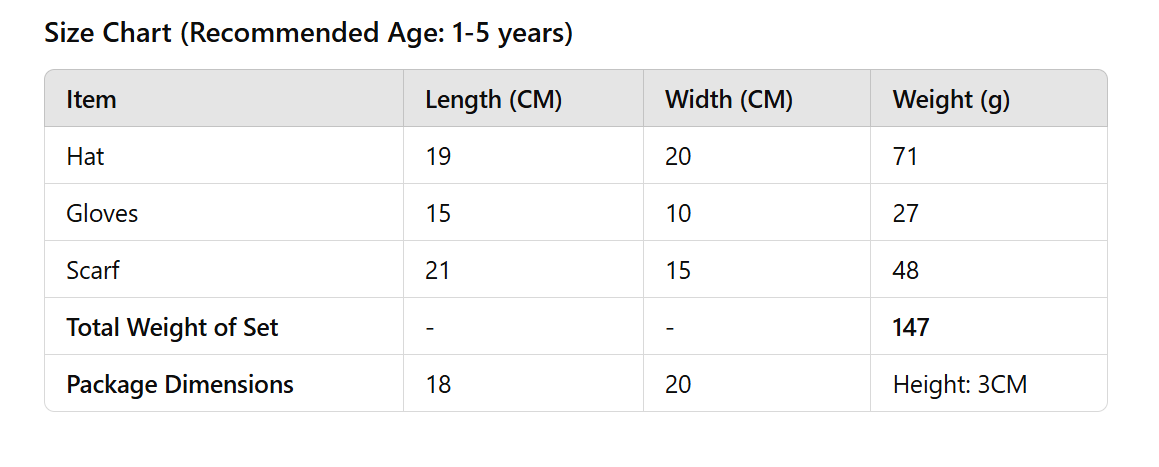 Size Chart (Recommended Age: 1-5 years)
Item Length (CM) Width (CM) Weight (g)
Hat 19 20 71
Gloves 15 10 27
Scarf 21 15 48
Total Weight of Set - - 147
Package Dimensions 18 20 Height: 3CM